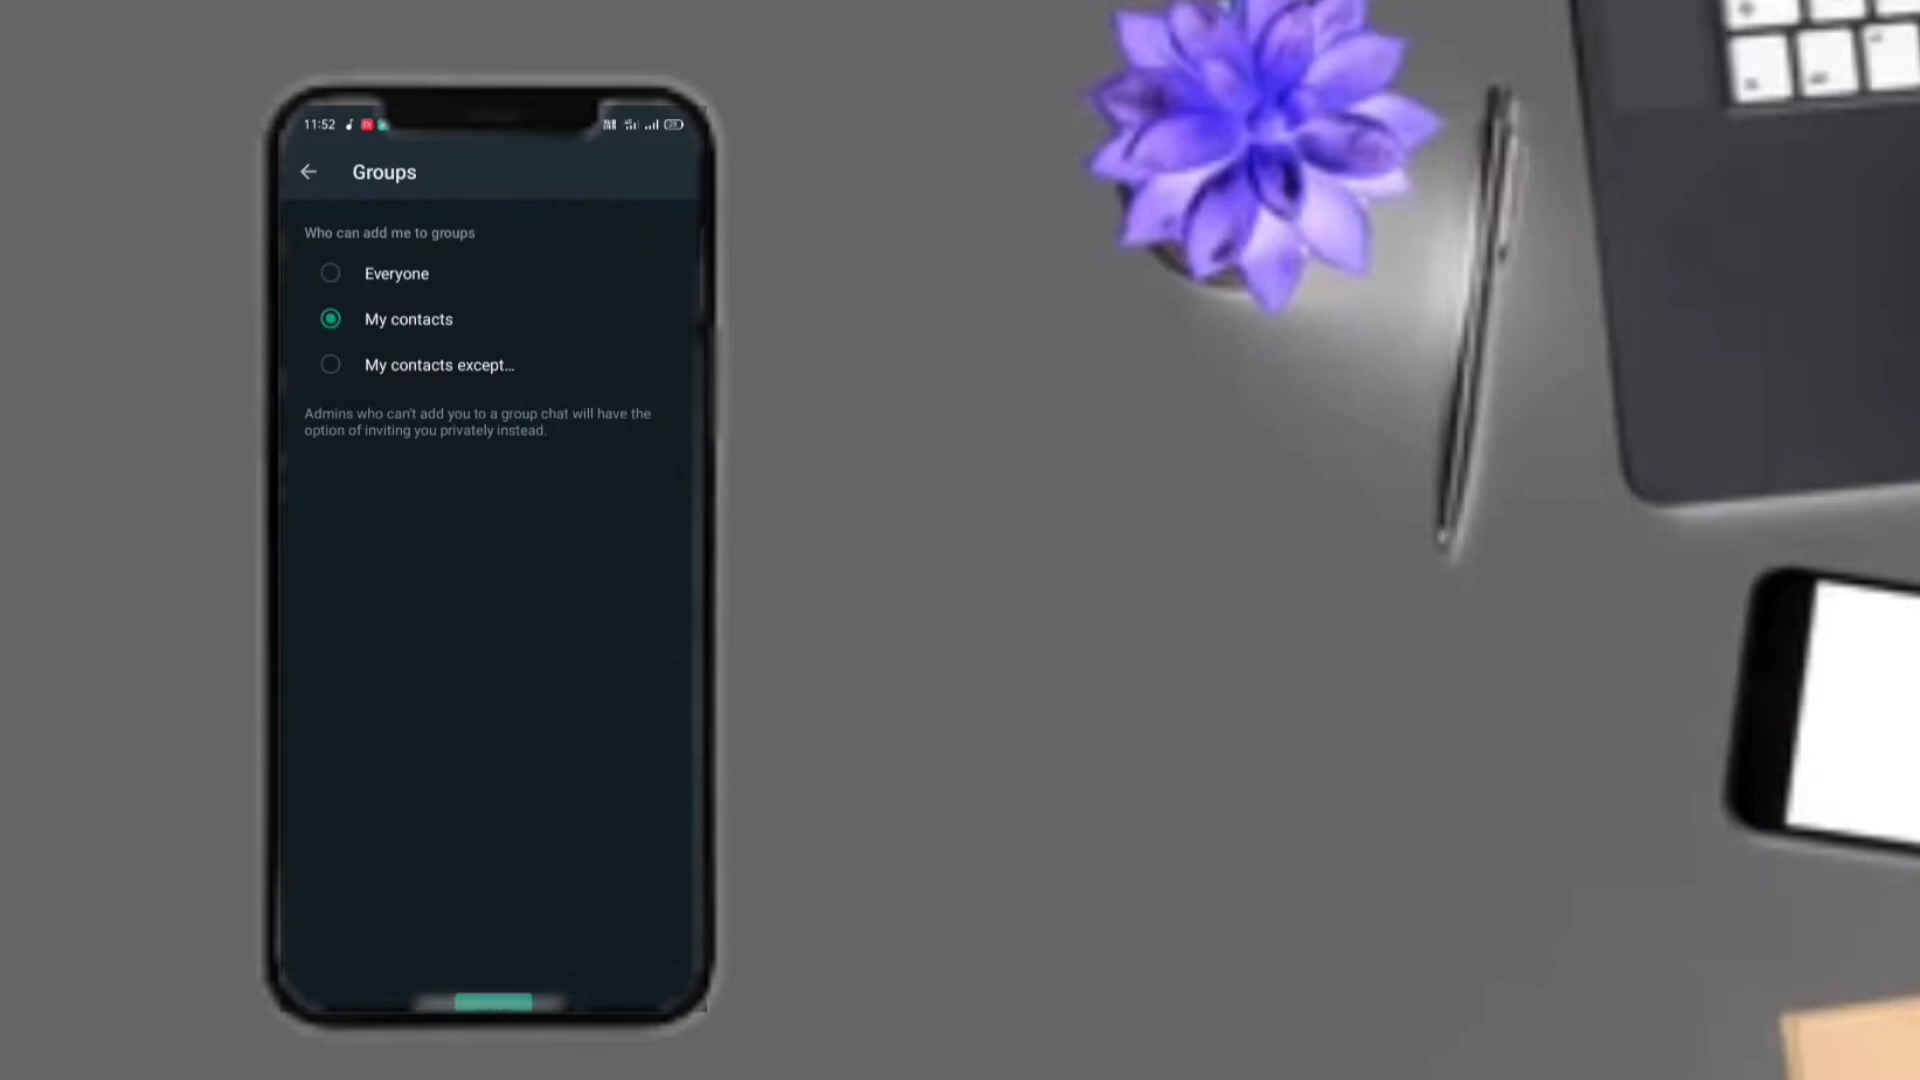 11:52
Groups
Who can add me to groups
Everyone
My contacts
My contacts except...
Admins who can't add you to a group chat will have the
option of inviting you privately instead.